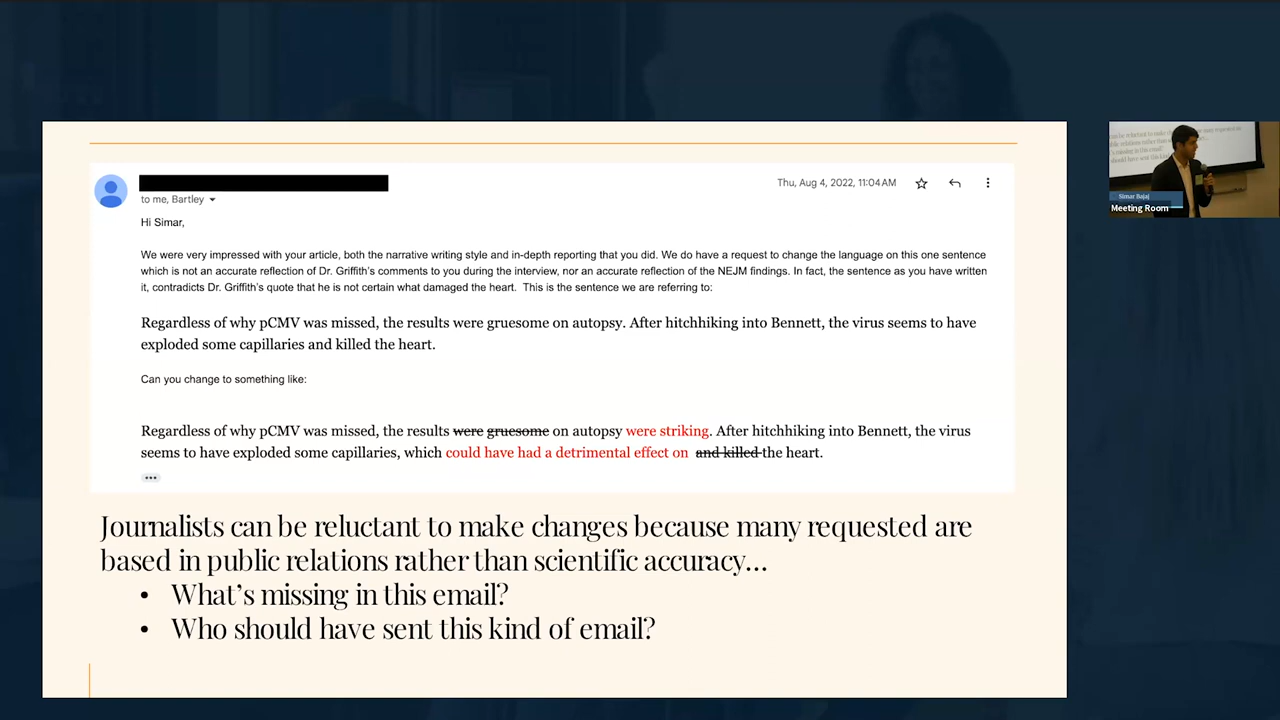 Thu, Aug 4, 2022, 11:04 AM
to me, Bartley
Hi Simar,
We were very impressed with your article, both the narrative writing style and in-depth reporting that you did. We do have a request to change the language on this one sentence
which is not an accurate reflection of Dr. Griffith's comments to you during the interview, nor an accurate reflection of the NEJM findings. In fact, the sentence as you have written
it, contradicts Dr. Griffith's quote that he is not certain what damaged the heart.  This is the sentence we are referring to:
Regardless of why pCMV was missed, the results were gruesome on autopsy. After hitchhiking into Bennett, the virus seems to have
exploded some capillaries and killed the heart.
Can you change to something like:
Regardless of why pCMV was missed, the results were gruesome on autopsy were striking. After hitchhiking into Bennett, the virus
seems to have exploded some capillaries, which could have had a detrimental effect on and killed the heart.
Journalists can be reluctant to make changes because many requested are
based in public relations rather than scientific accuracy...
• What's missing in this email?
• Who should have sent this kind of email?
Simar Bajaj
Meeting Room